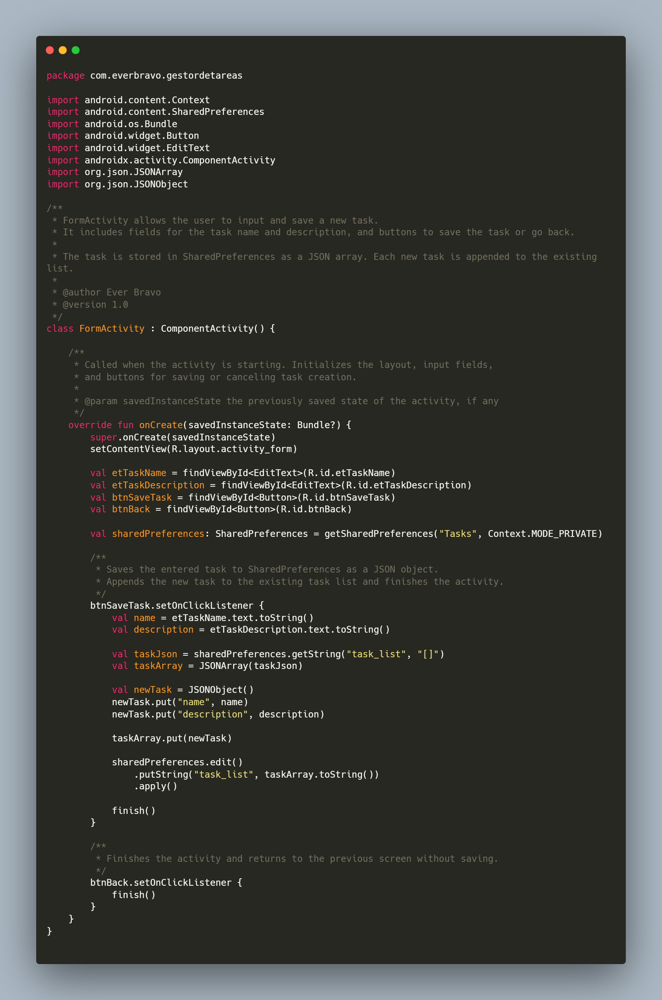 package com.everbravo.gestordetareas

import android.content.Context
import android.content.SharedPreferences
import android.os.Bundle
import android.widget.Button
import android.widget.EditText
import androidx.activity.ComponentActivity
import org.json.JSONArray
import org.json.JSONObject

/**
 * FormActivity allows the user to input and save a new task.
 * It includes fields for the task name and description, and buttons to save the task or go back.
 *
 * The task is stored in SharedPreferences as a JSON array. Each new task is appended to the existing
list.
 *
 * @author Ever Bravo
 * @version 1.0
 */
class FormActivity : ComponentActivity() {

    /**
     * Called when the activity is starting. Initializes the layout, input fields,
     * and buttons for saving or canceling task creation.
     *
     * @param savedInstanceState the previously saved state of the activity, if any
     */
    override fun onCreate(savedInstanceState: Bundle?) {
        super.onCreate(savedInstanceState)
        setContentView(R.layout.activity_form)

        val etTaskName = findViewById<EditText>(R.id.etTaskName)
        val etTaskDescription = findViewById<EditText>(R.id.etTaskDescription)
        val btnSaveTask = findViewById<Button>(R.id.btnSaveTask)
        val btnBack = findViewById<Button>(R.id.btnBack)

        val sharedPreferences: SharedPreferences = getSharedPreferences("Tasks", Context.MODE_PRIVATE)

        /**
         * Saves the entered task to SharedPreferences as a JSON object.
         * Appends the new task to the existing task list and finishes the activity.
         */
        btnSaveTask.setOnClickListener {
            val name = etTaskName.text.toString()
            val description = etTaskDescription.text.toString()

            val taskJson = sharedPreferences.getString("task_list", "[]")
            val taskArray = JSONArray(taskJson)

            val newTask = JSONObject()
            newTask.put("name", name)
            newTask.put("description", description)

            taskArray.put(newTask)

            sharedPreferences.edit()
                .putString("task_list", taskArray.toString())
                .apply()

            finish()
        }

        /**
         * Finishes the activity and returns to the previous screen without saving.
         */
        btnBack.setOnClickListener {
            finish()
        }
    }
}